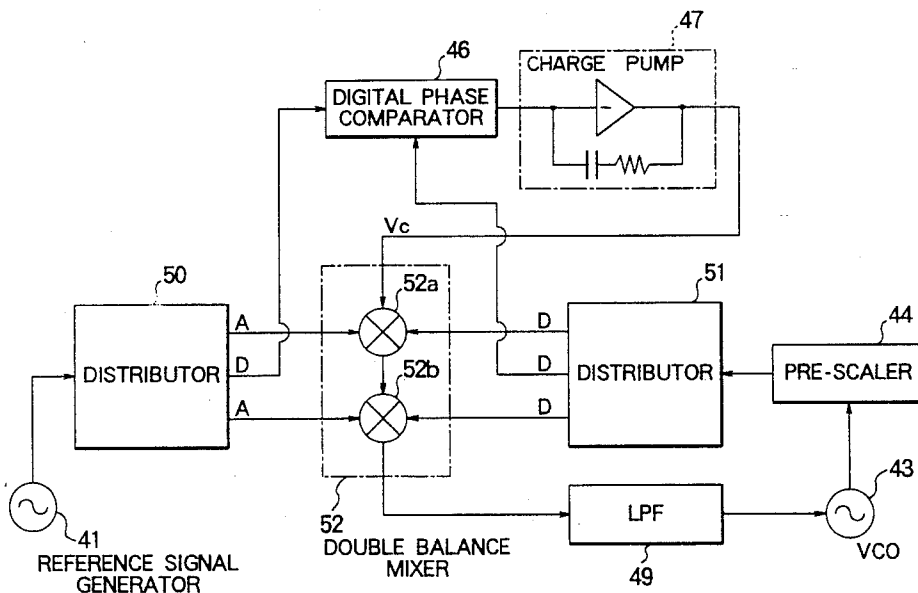 47
46
CHARGE PUMP
DIGITAL PHASE
COMPARATOR
−
Vc
50
52a
51
44
A
D
DISTRIBUTOR
D
52b
D
DISTRIBUTOR
PRE-SCALER
A
D
43
41
52
LPF
REFERENCE SIGNAL
GENERATOR
DOUBLE BALANCE
MIXER
49
VCO